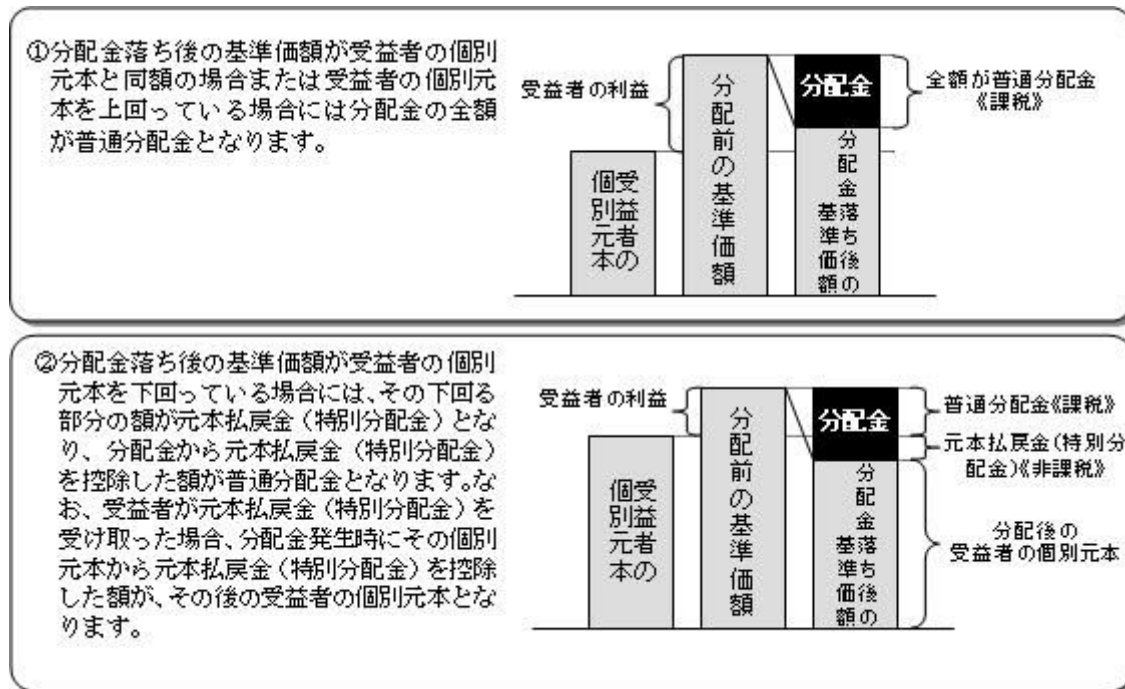 ①分配金落ち後の基準価額が受益者の個別
元本と同額の場合または受益者の個別元
本を上回っている場合には分配金の全額
が普通分配金となります。
受益者の利益
受益者の
個別元本
分配前の基準価額
分配金
分配金落ち後の
基準価額
全額が普通分配金
《課税》
②分配金落ち後の基準価額が受益者の個別
元本を下回っている場合には、その下回る
部分の額が元本払戻金（特別分配金）とな
り、分配金から元本払戻金（特別分配金）
を控除した額が普通分配金となります。な
お、受益者が元本払戻金（特別分配金）を
受け取った場合、分配金発生時にその個別
元本から元本払戻金（特別分配金）を控除
した額が、その後の受益者の個別元本とな
ります。
受益者の利益
受益者の
個別元本
分配前の基準価額
分配金
分配金落ち後の
基準価額
普通分配金《課税》
元本払戻金(特別分
配金)《非課税》
分配後の
受益者の個別元本